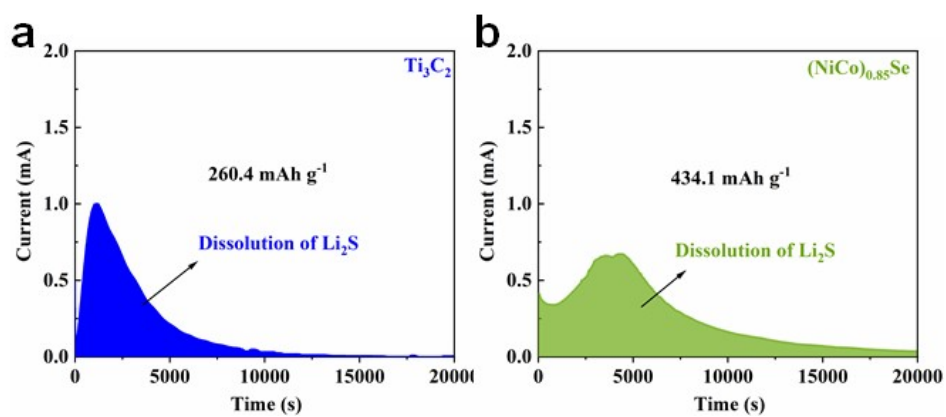 a
2.0
1.5
1.0
0.5
0.0
Current (mA)
Ti₃C₂
260.4 mAh g⁻¹
Dissolution of Li₂S
0
5000
10000
15000
2000(
Time (s)
b
2.0
1.5
1.0
0.5
0.0
Current (mA)
(NiCo)₀.₈₅Se
434.1 mAh g⁻¹
Dissolution of Li₂S
0
5000
10000
15000
20000
Time (s)